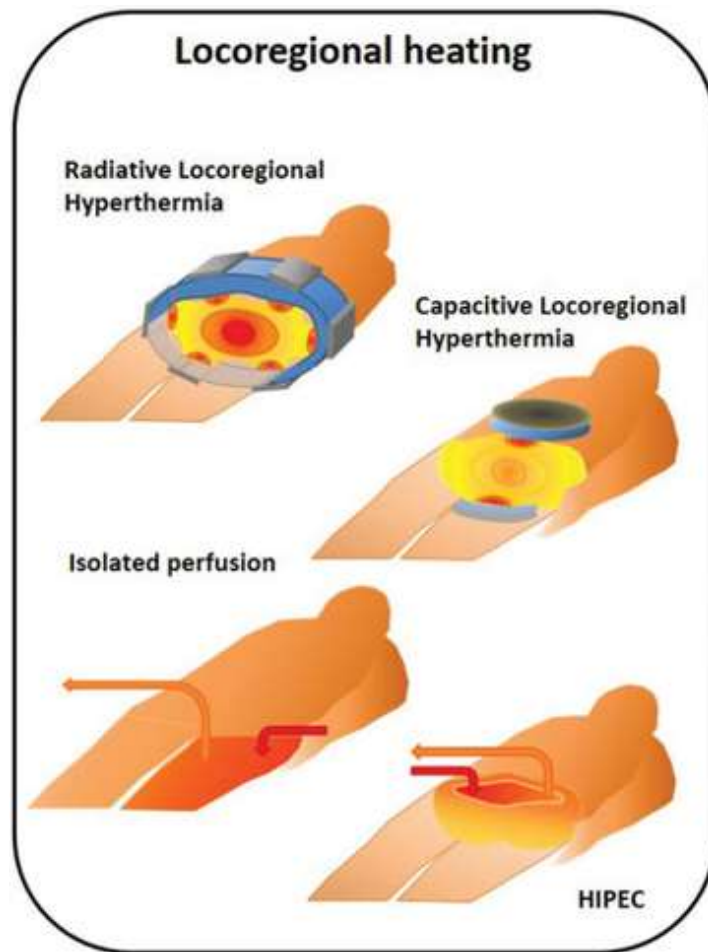 Locoregional heating
Radiative Locoregional
Hyperthermia
Capacitive Locoregional
Hyperthermia
Isolated perfusion
HIPEC